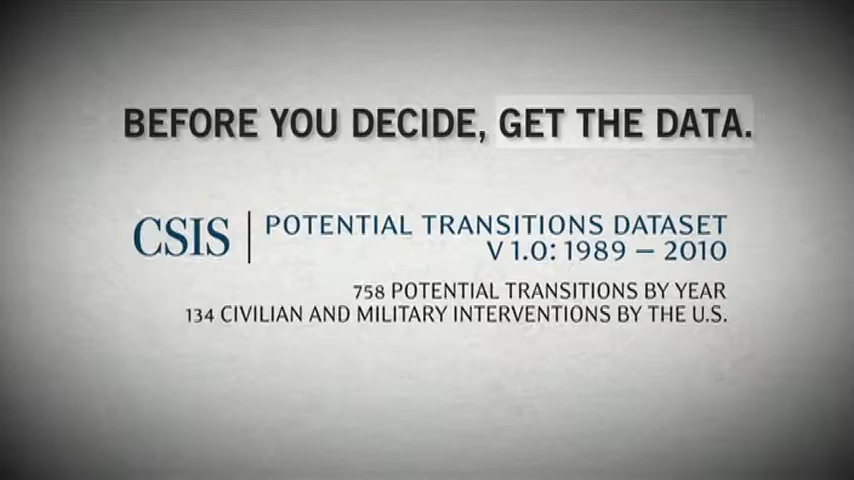 BEFORE YOU DECIDE, GET THE DATA.
CSIS | POTENTIAL TRANSITIONS DATASET
V 1.0: 1989 – 2010
758 POTENTIAL TRANSITIONS BY YEAR
134 CIVILIAN AND MILITARY INTERVENTIONS BY THE U.S.